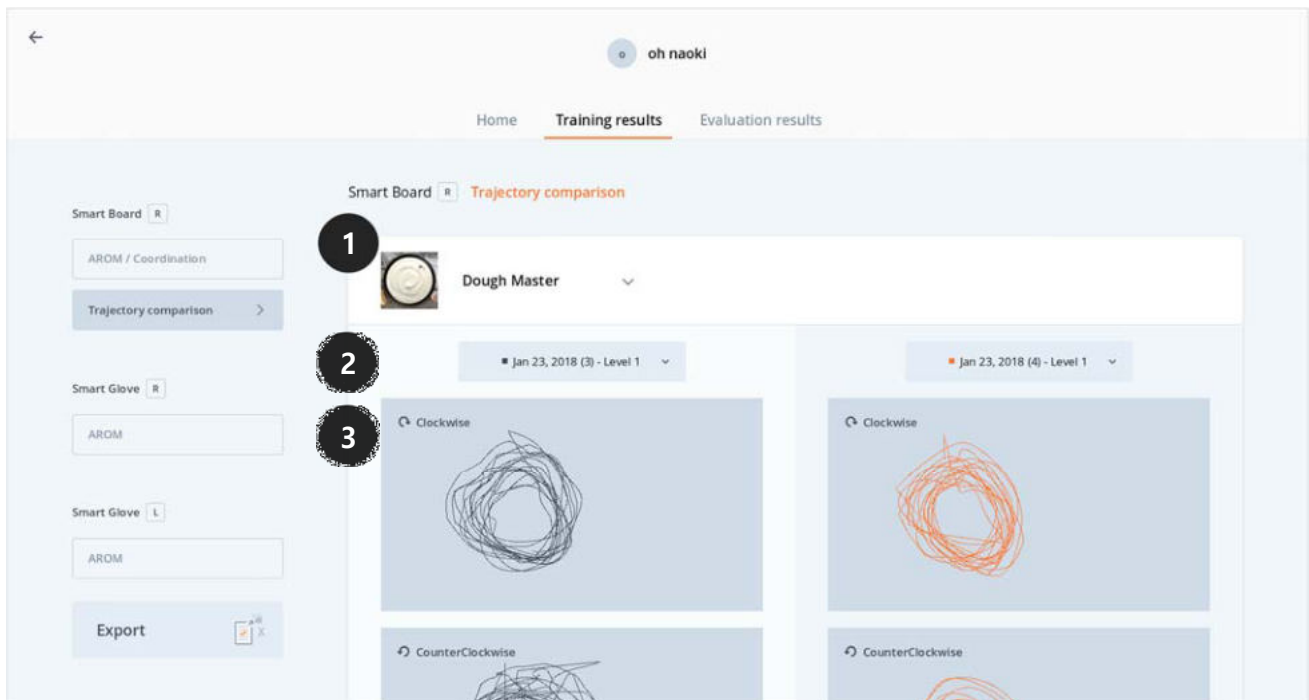 o oh naoki
Home Training results Evaluation results
Smart Board R Trajectory comparison
Smart Board R
AROM / Coordination
Trajectory comparison
Smart Glove R
AROM
Smart Glove L
AROM
Export
1
Dough Master
2
Jan 23, 2018 (3) - Level 1
Jan 23, 2018 (4) - Level 1
3
Clockwise
Clockwise
CounterClockwise
CounterClockwise